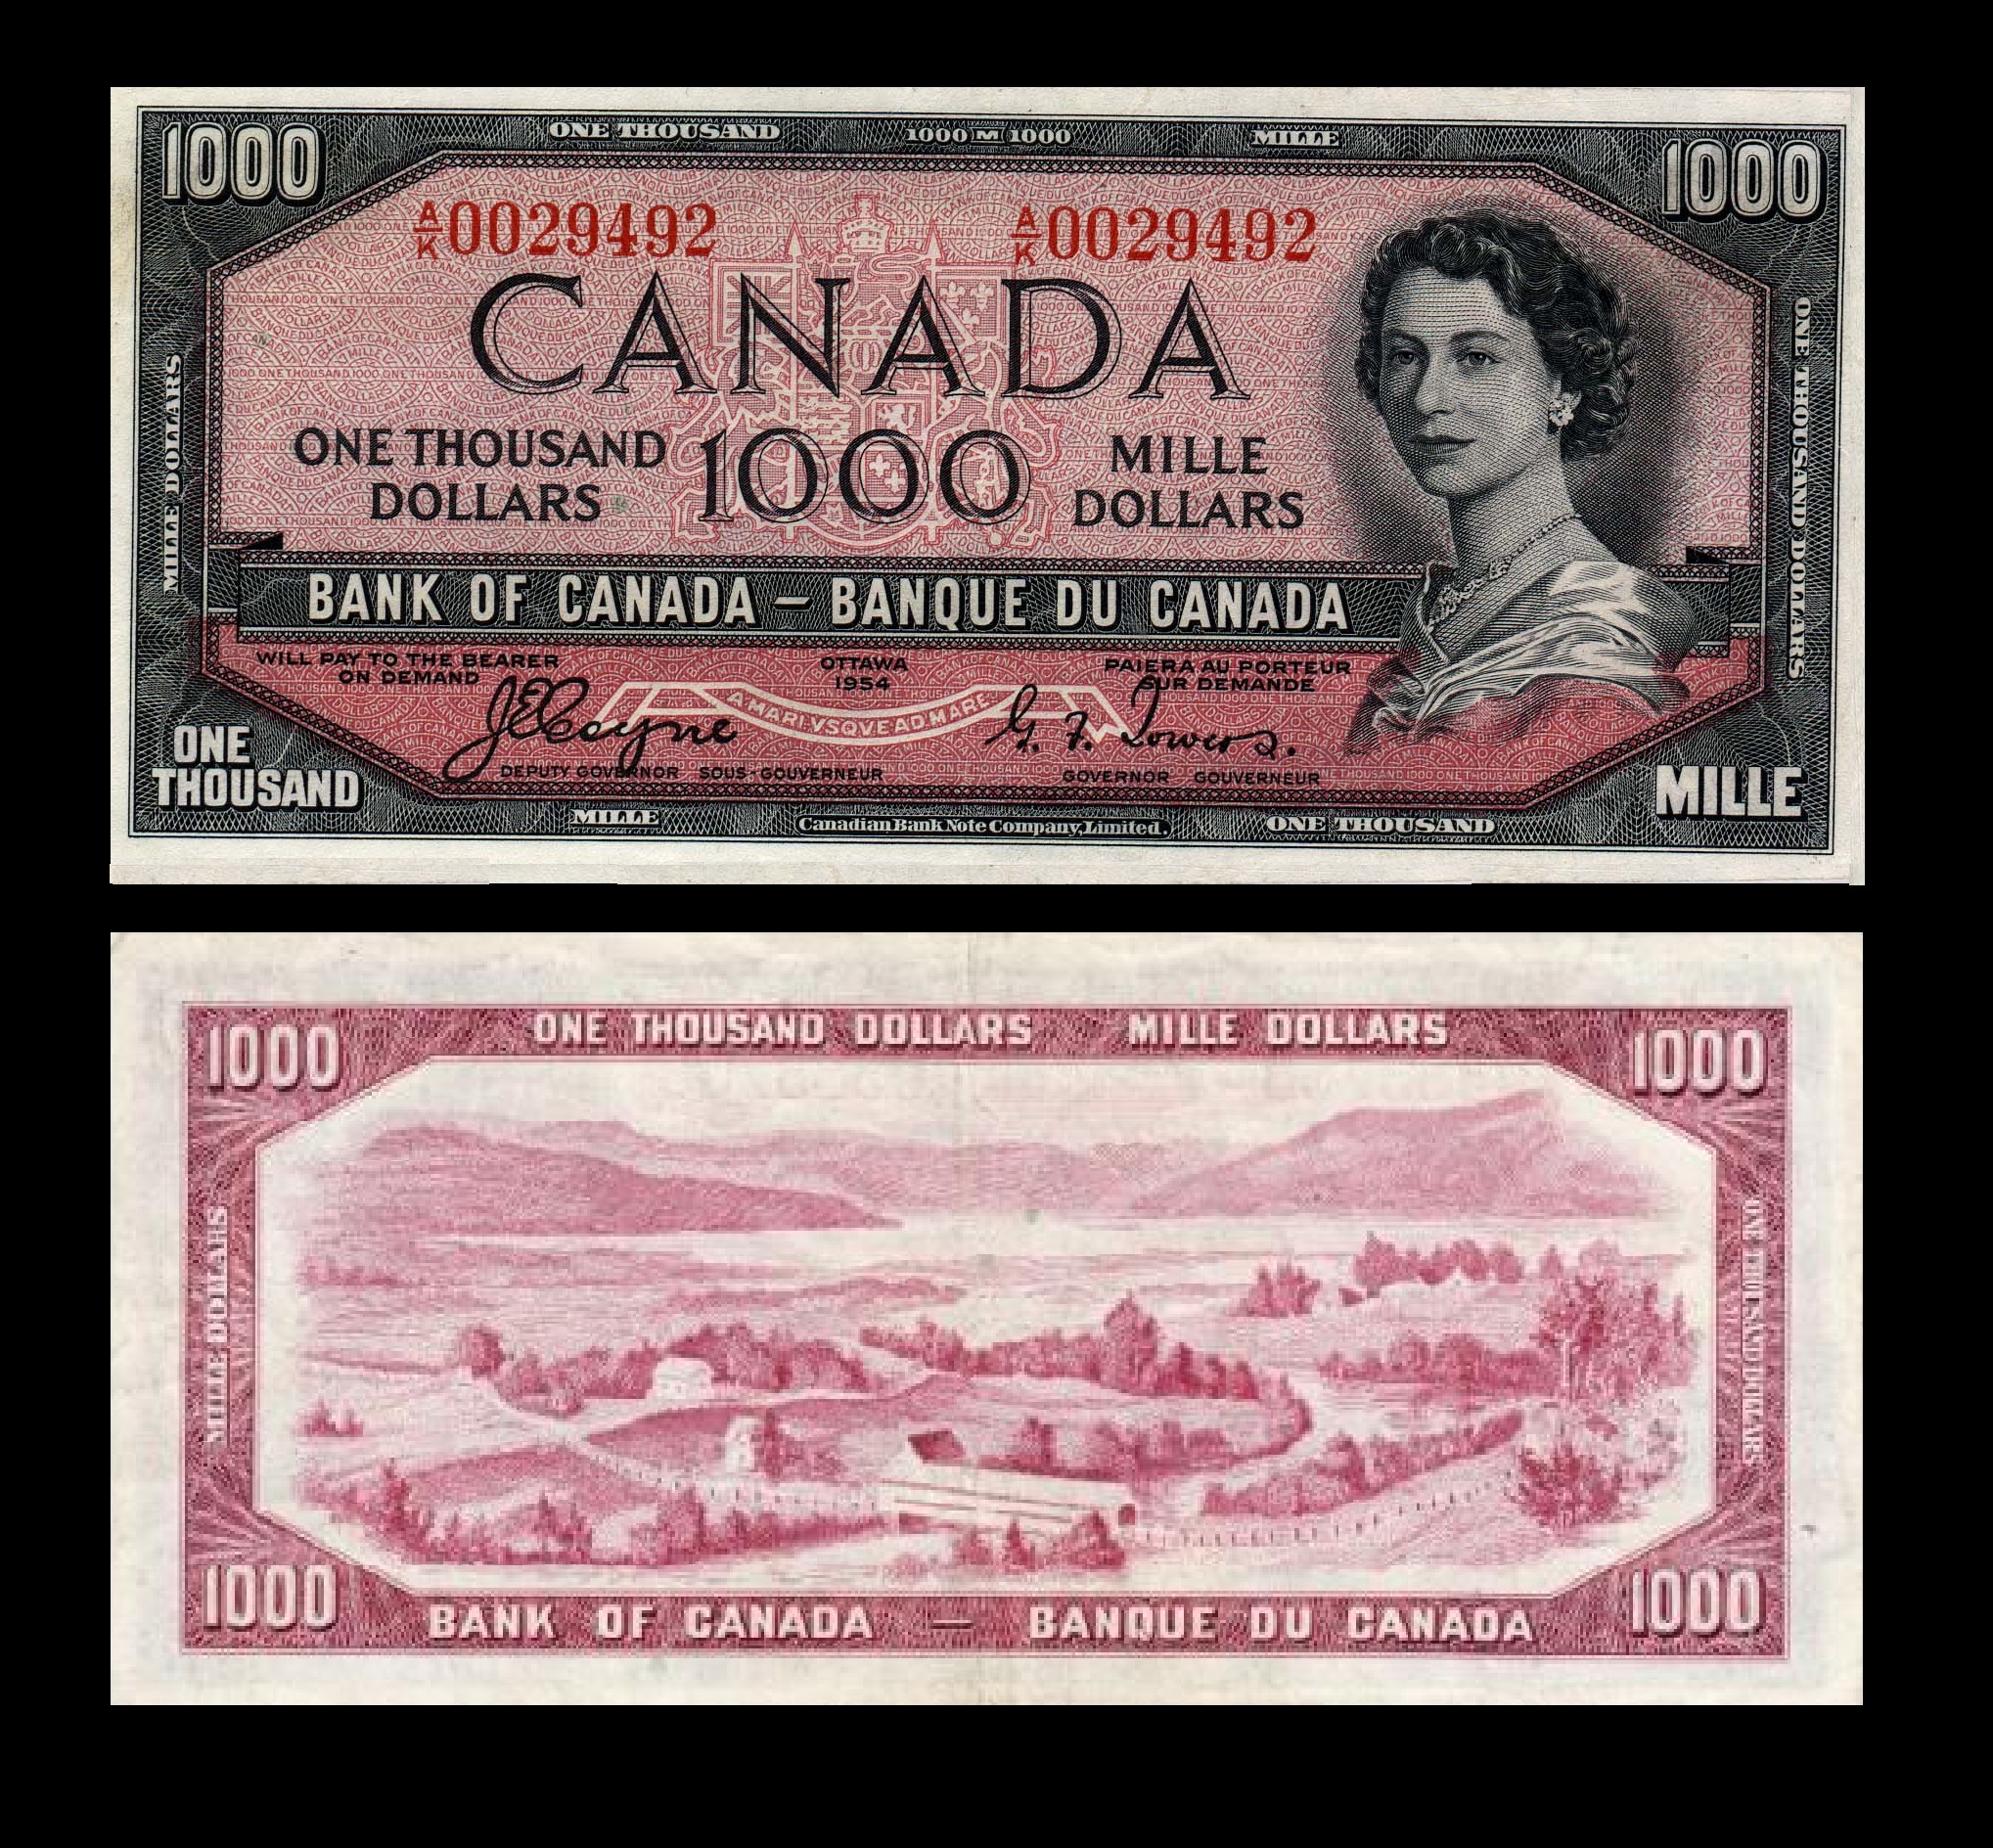 ONE THOUSAND 1000 M 1000 MILLE
1000 1000
A/K 0029492 A/K 0029492
CANADA
ONE THOUSAND DOLLARS
1000
MILLE DOLLARS
MILLE DOLLARS
ONE THOUSAND DOLLARS
BANK OF CANADA – BANQUE DU CANADA
WILL PAY TO THE BEARER
ON DEMAND
OTTAWA
1954
PAIERA AU PORTEUR
SUR DEMANDE
A MARI VSQVE AD MARE
J.E. Coyne
G. F. Towers.
DEPUTY GOVERNOR SOUS-GOUVERNEUR
GOVERNOR GOUVERNEUR
ONE
THOUSAND
MILLE
MILLE Canadian Bank Note Company, Limited. ONE THOUSAND
1000 ONE THOUSAND DOLLARS MILLE DOLLARS 1000
MILLE DOLLARS
ONE THOUSAND DOLLARS
1000 BANK OF CANADA — BANQUE DU CANADA 1000